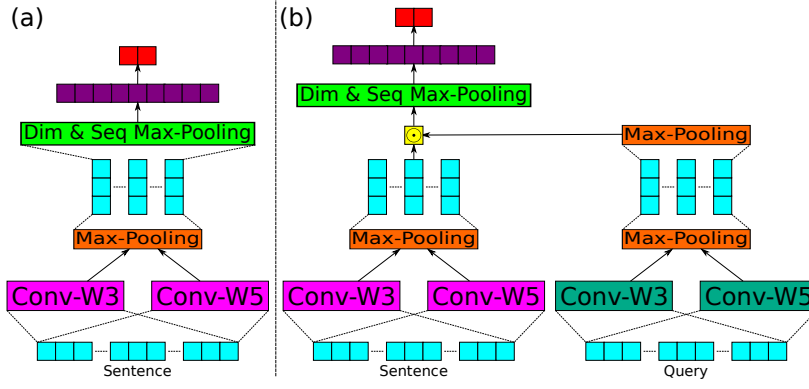 (a)
Dim & Seq Max-Pooling
Max-Pooling
Conv-W3
Conv-W5
Sentence
(b)
Dim & Seq Max-Pooling
Max-Pooling
Max-Pooling
Max-Pooling
Conv-W3
Conv-W5
Conv-W3
Conv-W5
Sentence
Query